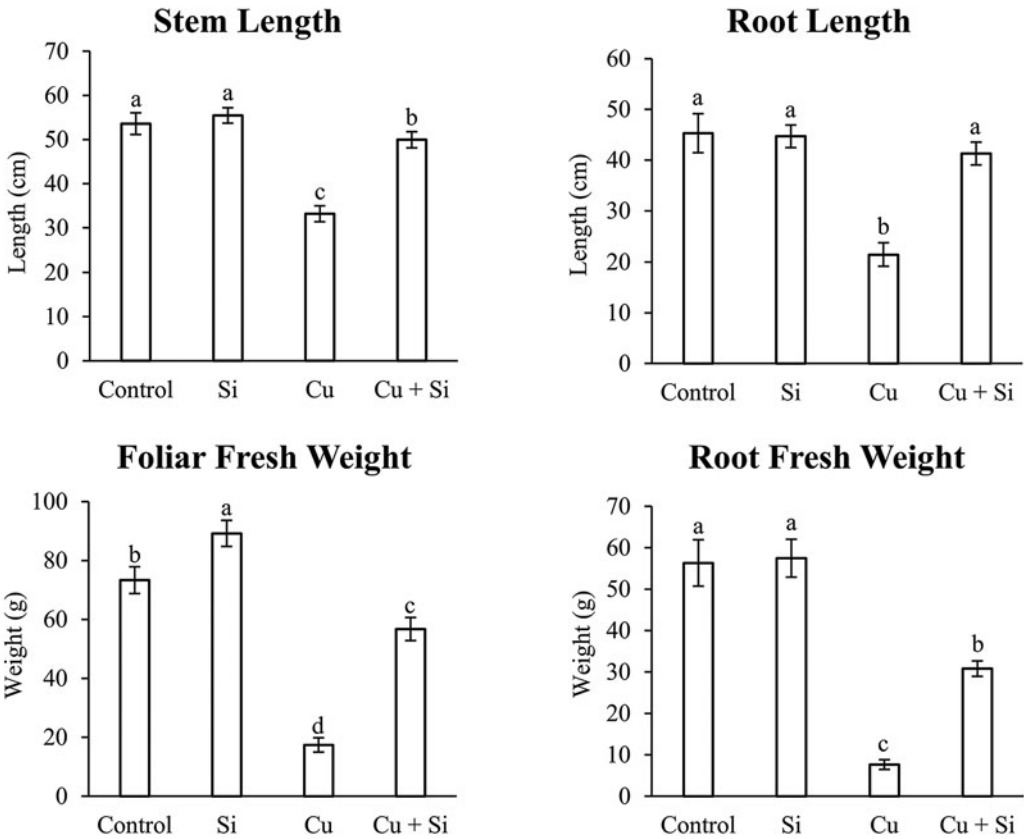 Stem Length
70
60
50
40
30
20
10
0
Length (cm)
a
a
c
b
Control Si Cu Cu + Si
Root Length
60
50
40
30
20
10
0
Length (cm)
a
a
b
a
Control Si Cu Cu + Si
Foliar Fresh Weight
100
80
60
40
20
0
Weight (g)
b
a
d
c
Control Si Cu Cu + Si
Root Fresh Weight
70
60
50
40
30
20
10
0
Weight (g)
a
a
c
b
Control Si Cu Cu + Si